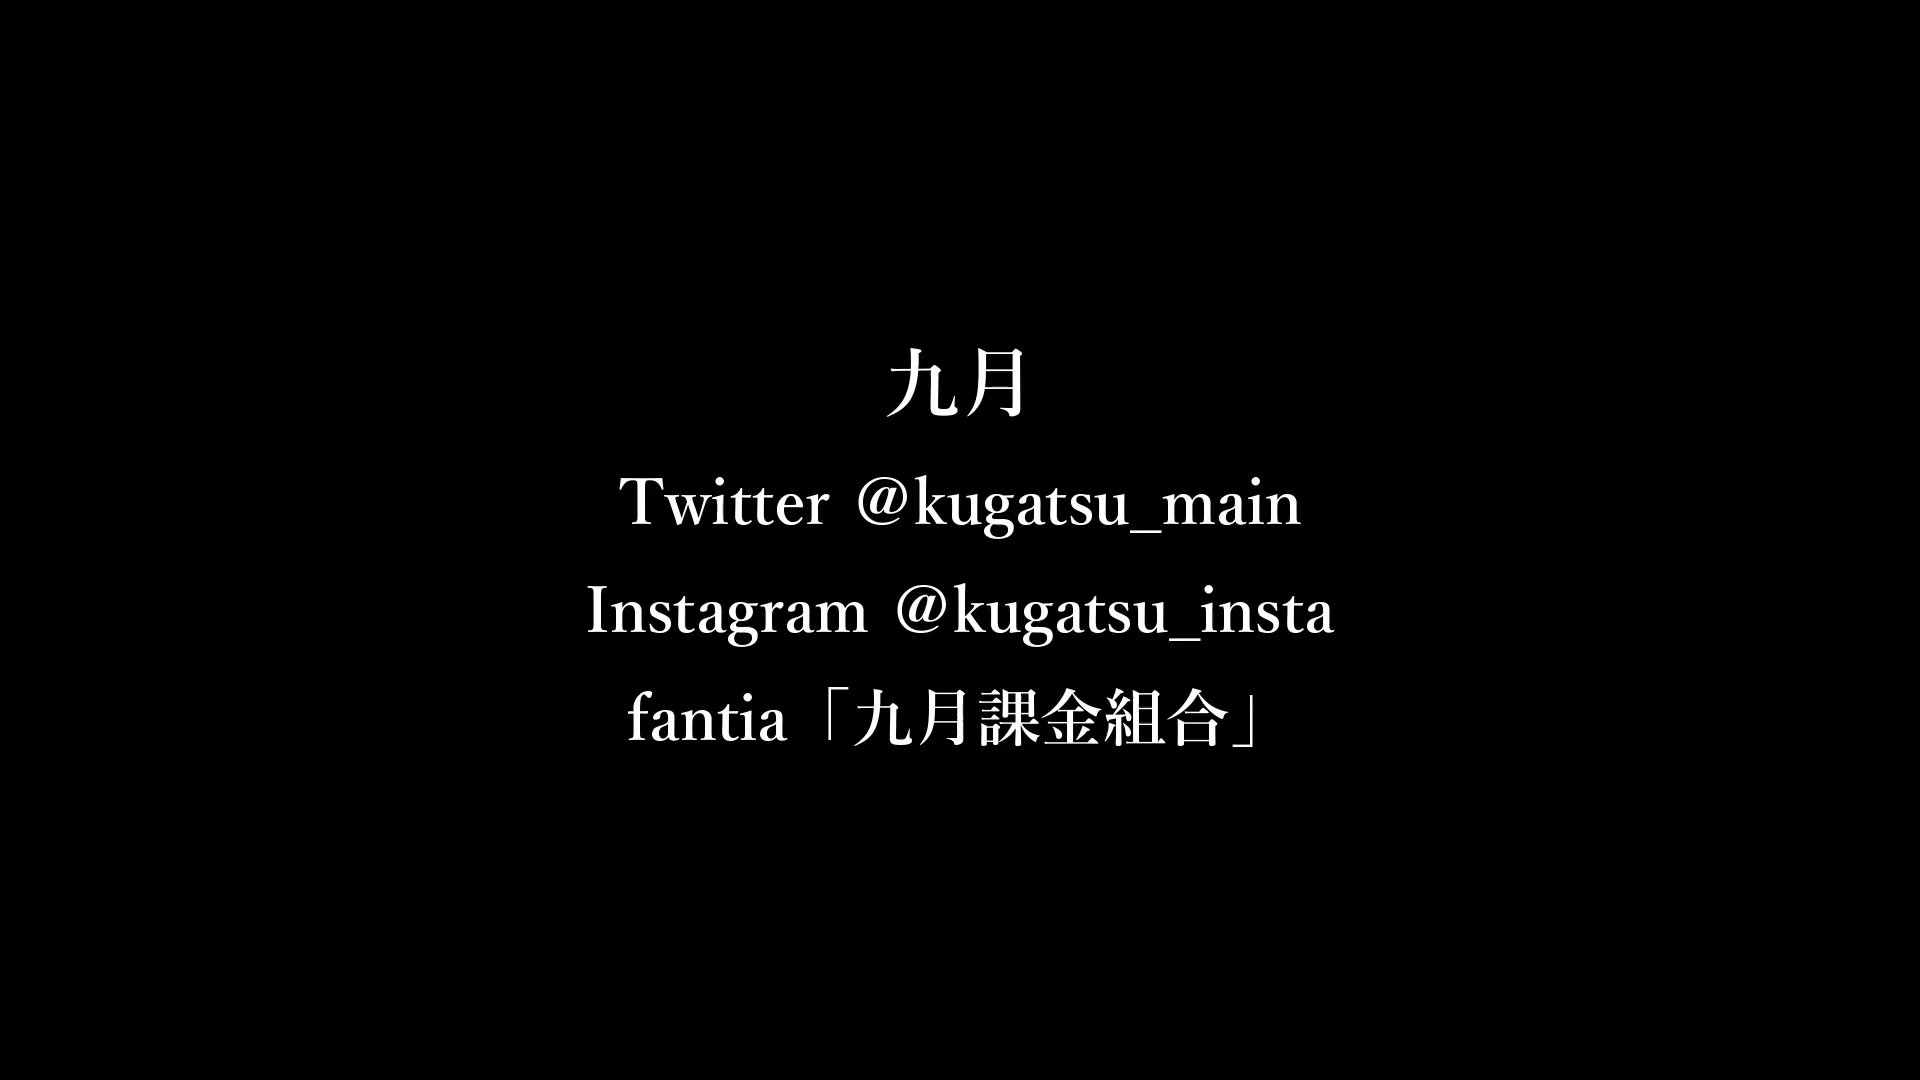 九月
Twitter @kugatsu_main
Instagram @kugatsu_insta
fantia「九月課金組合」